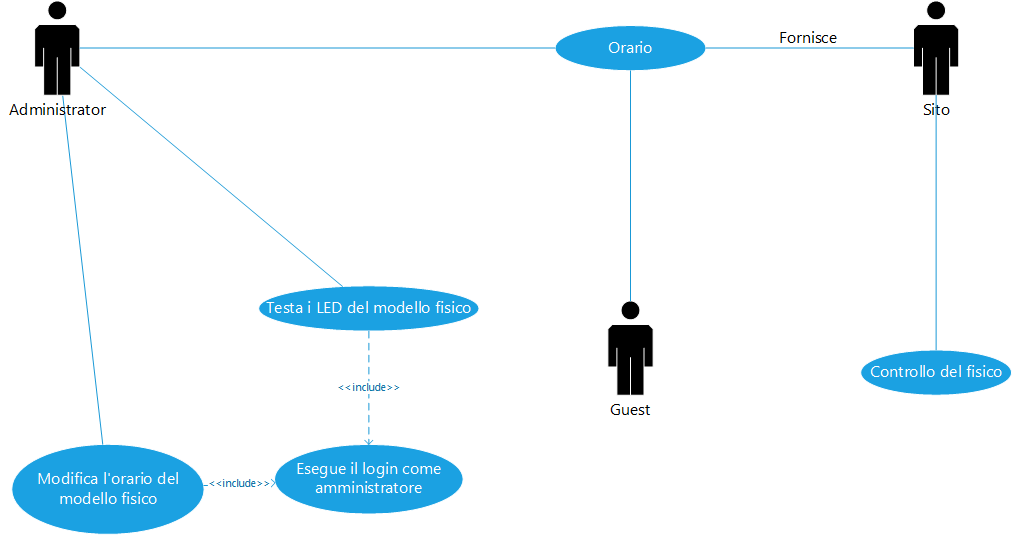 Orario
Fornisce
Administrator
Sito
Testa i LED del modello fisico
Controllo del fisico
<<include>>
Guest
Esegue il login come
amministratore
Modifica l'orario del
modello fisico
<<include>>